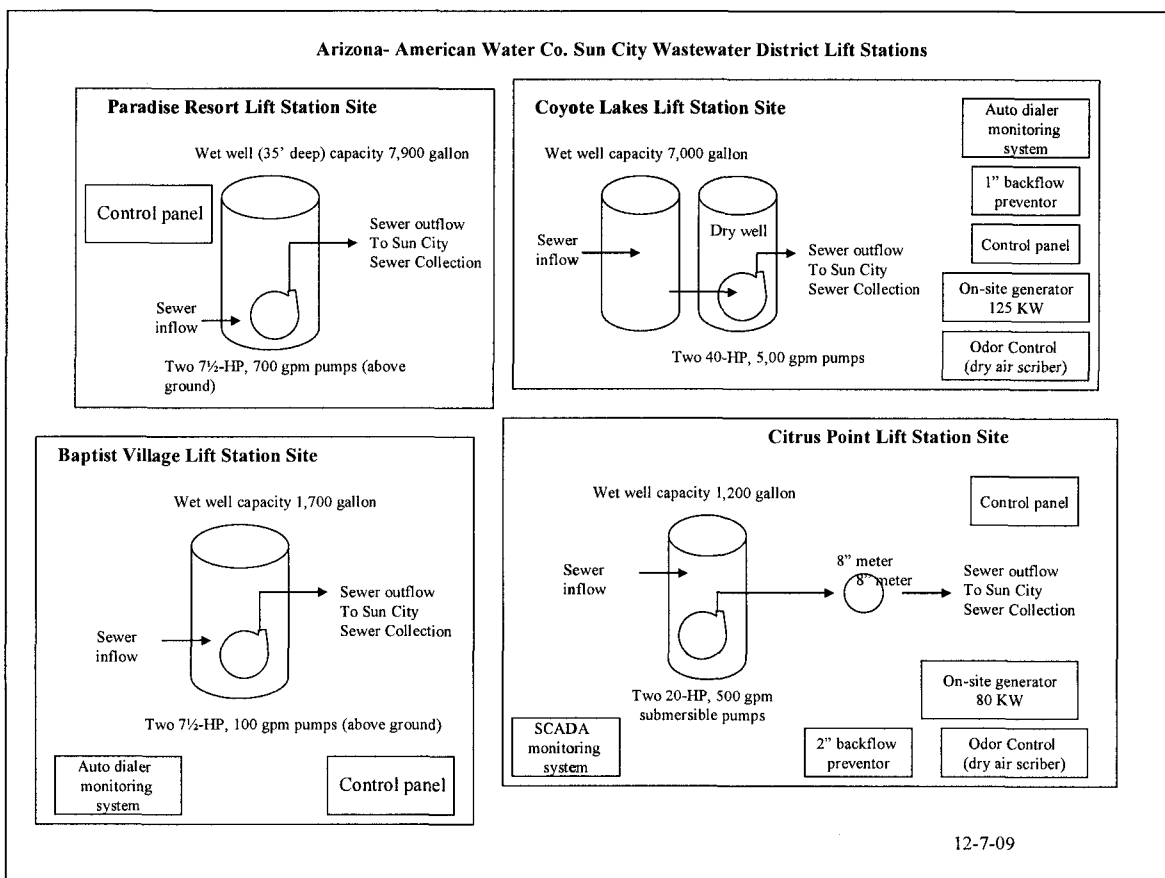 Arizona- American Water Co. Sun City Wastewater District Lift Stations
Paradise Resort Lift Station Site
Wet well (35' deep) capacity 7,900 gallon
Control panel
Sewer outflow
To Sun City
Sewer Collection
Sewer
inflow
Two 7½-HP, 700 gpm pumps (above
ground)
Coyote Lakes Lift Station Site
Wet well capacity 7,000 gallon
Sewer
inflow
Dry well
Sewer outflow
To Sun City
Sewer Collection
Two 40-HP, 5,00 gpm pumps
Auto dialer
monitoring
system
1" backflow
preventor
Control panel
On-site generator
125 KW
Odor Control
(dry air scriber)
Baptist Village Lift Station Site
Wet well capacity 1,700 gallon
Sewer outflow
To Sun City
Sewer Collection
Sewer
inflow
Two 7½-HP, 100 gpm pumps (above ground)
Auto dialer
monitoring
system
Control panel
Citrus Point Lift Station Site
Wet well capacity 1,200 gallon
Control panel
Sewer
inflow
8" meter
8" meter
Sewer outflow
To Sun City
Sewer Collection
Two 20-HP, 500 gpm
submersible pumps
On-site generator
80 KW
SCADA
monitoring
system
2" backflow
preventor
Odor Control
(dry air scriber)
12-7-09